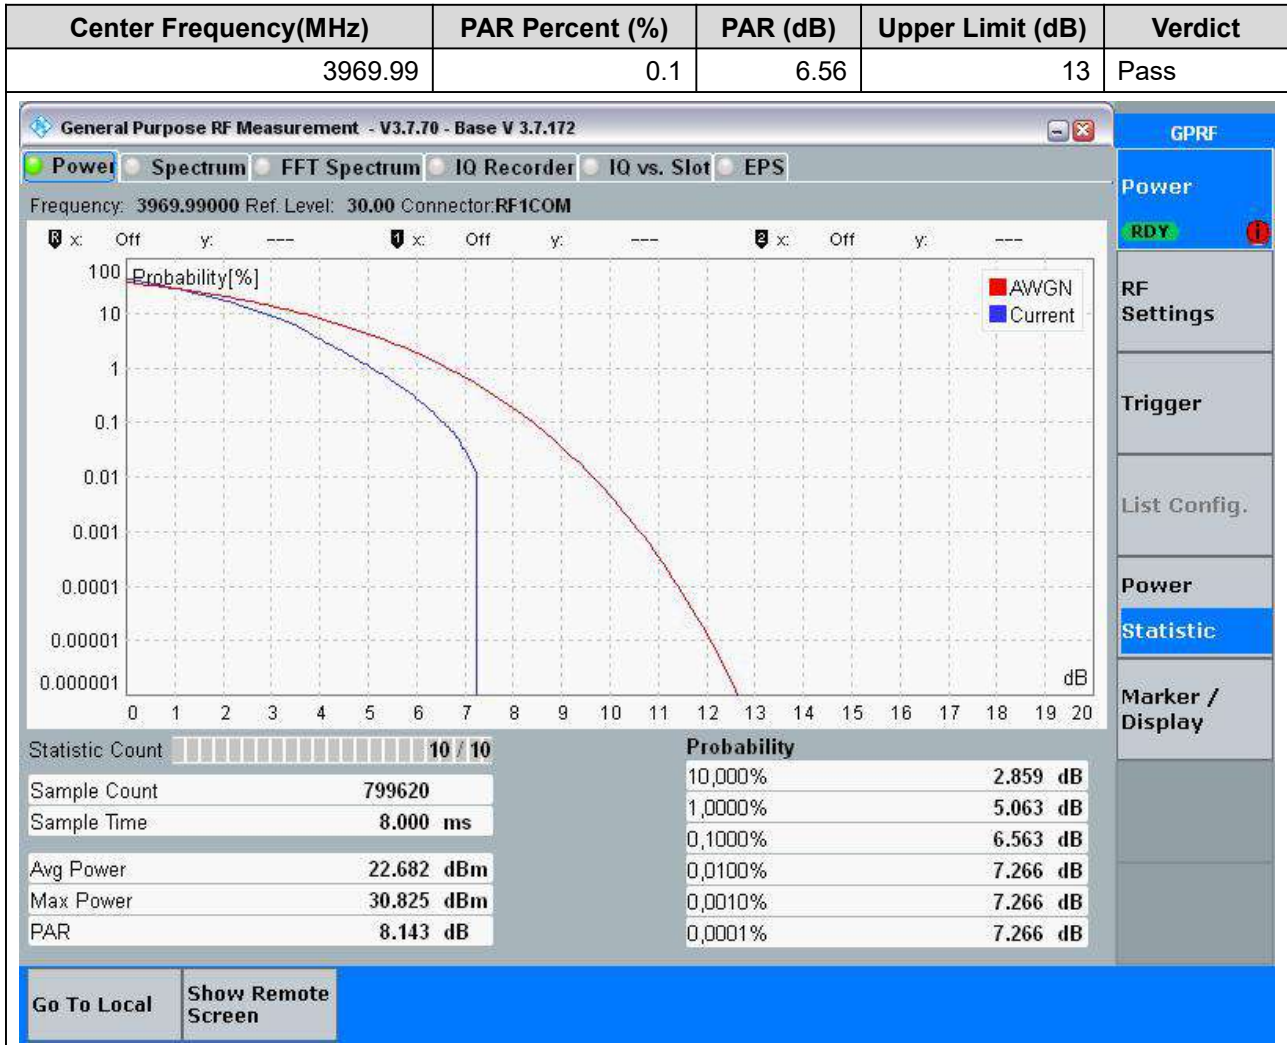 Center Frequency(MHz) PAR Percent (%) PAR (dB) Upper Limit (dB) Verdict
3969.99 0.1 6.56 13 Pass
General Purpose RF Measurement - V3.7.70 - Base V 3.7.172
GPRF
Power Spectrum FFT Spectrum IQ Recorder IQ vs. Slot EPS
Power
RDY
Frequency: 3969.99000 Ref. Level: 30.00 Connector:RF1COM
R x: Off y: --- 1 x: Off y: --- 2 x: Off y: ---
Probability[%]
AWGN
Current
100
10
1
0.1
0.01
0.001
0.0001
0.00001
0.000001
dB
0 1 2 3 4 5 6 7 8 9 10 11 12 13 14 15 16 17 18 19 20
RF
Settings
Trigger
List Config.
Power
Statistic
Marker /
Display
Statistic Count 10 / 10
Sample Count 799620
Sample Time 8.000 ms
Avg Power 22.682 dBm
Max Power 30.825 dBm
PAR 8.143 dB
Probability
10,000% 2.859 dB
1,0000% 5.063 dB
0,1000% 6.563 dB
0,0100% 7.266 dB
0,0010% 7.266 dB
0,0001% 7.266 dB
Go To Local
Show Remote
Screen